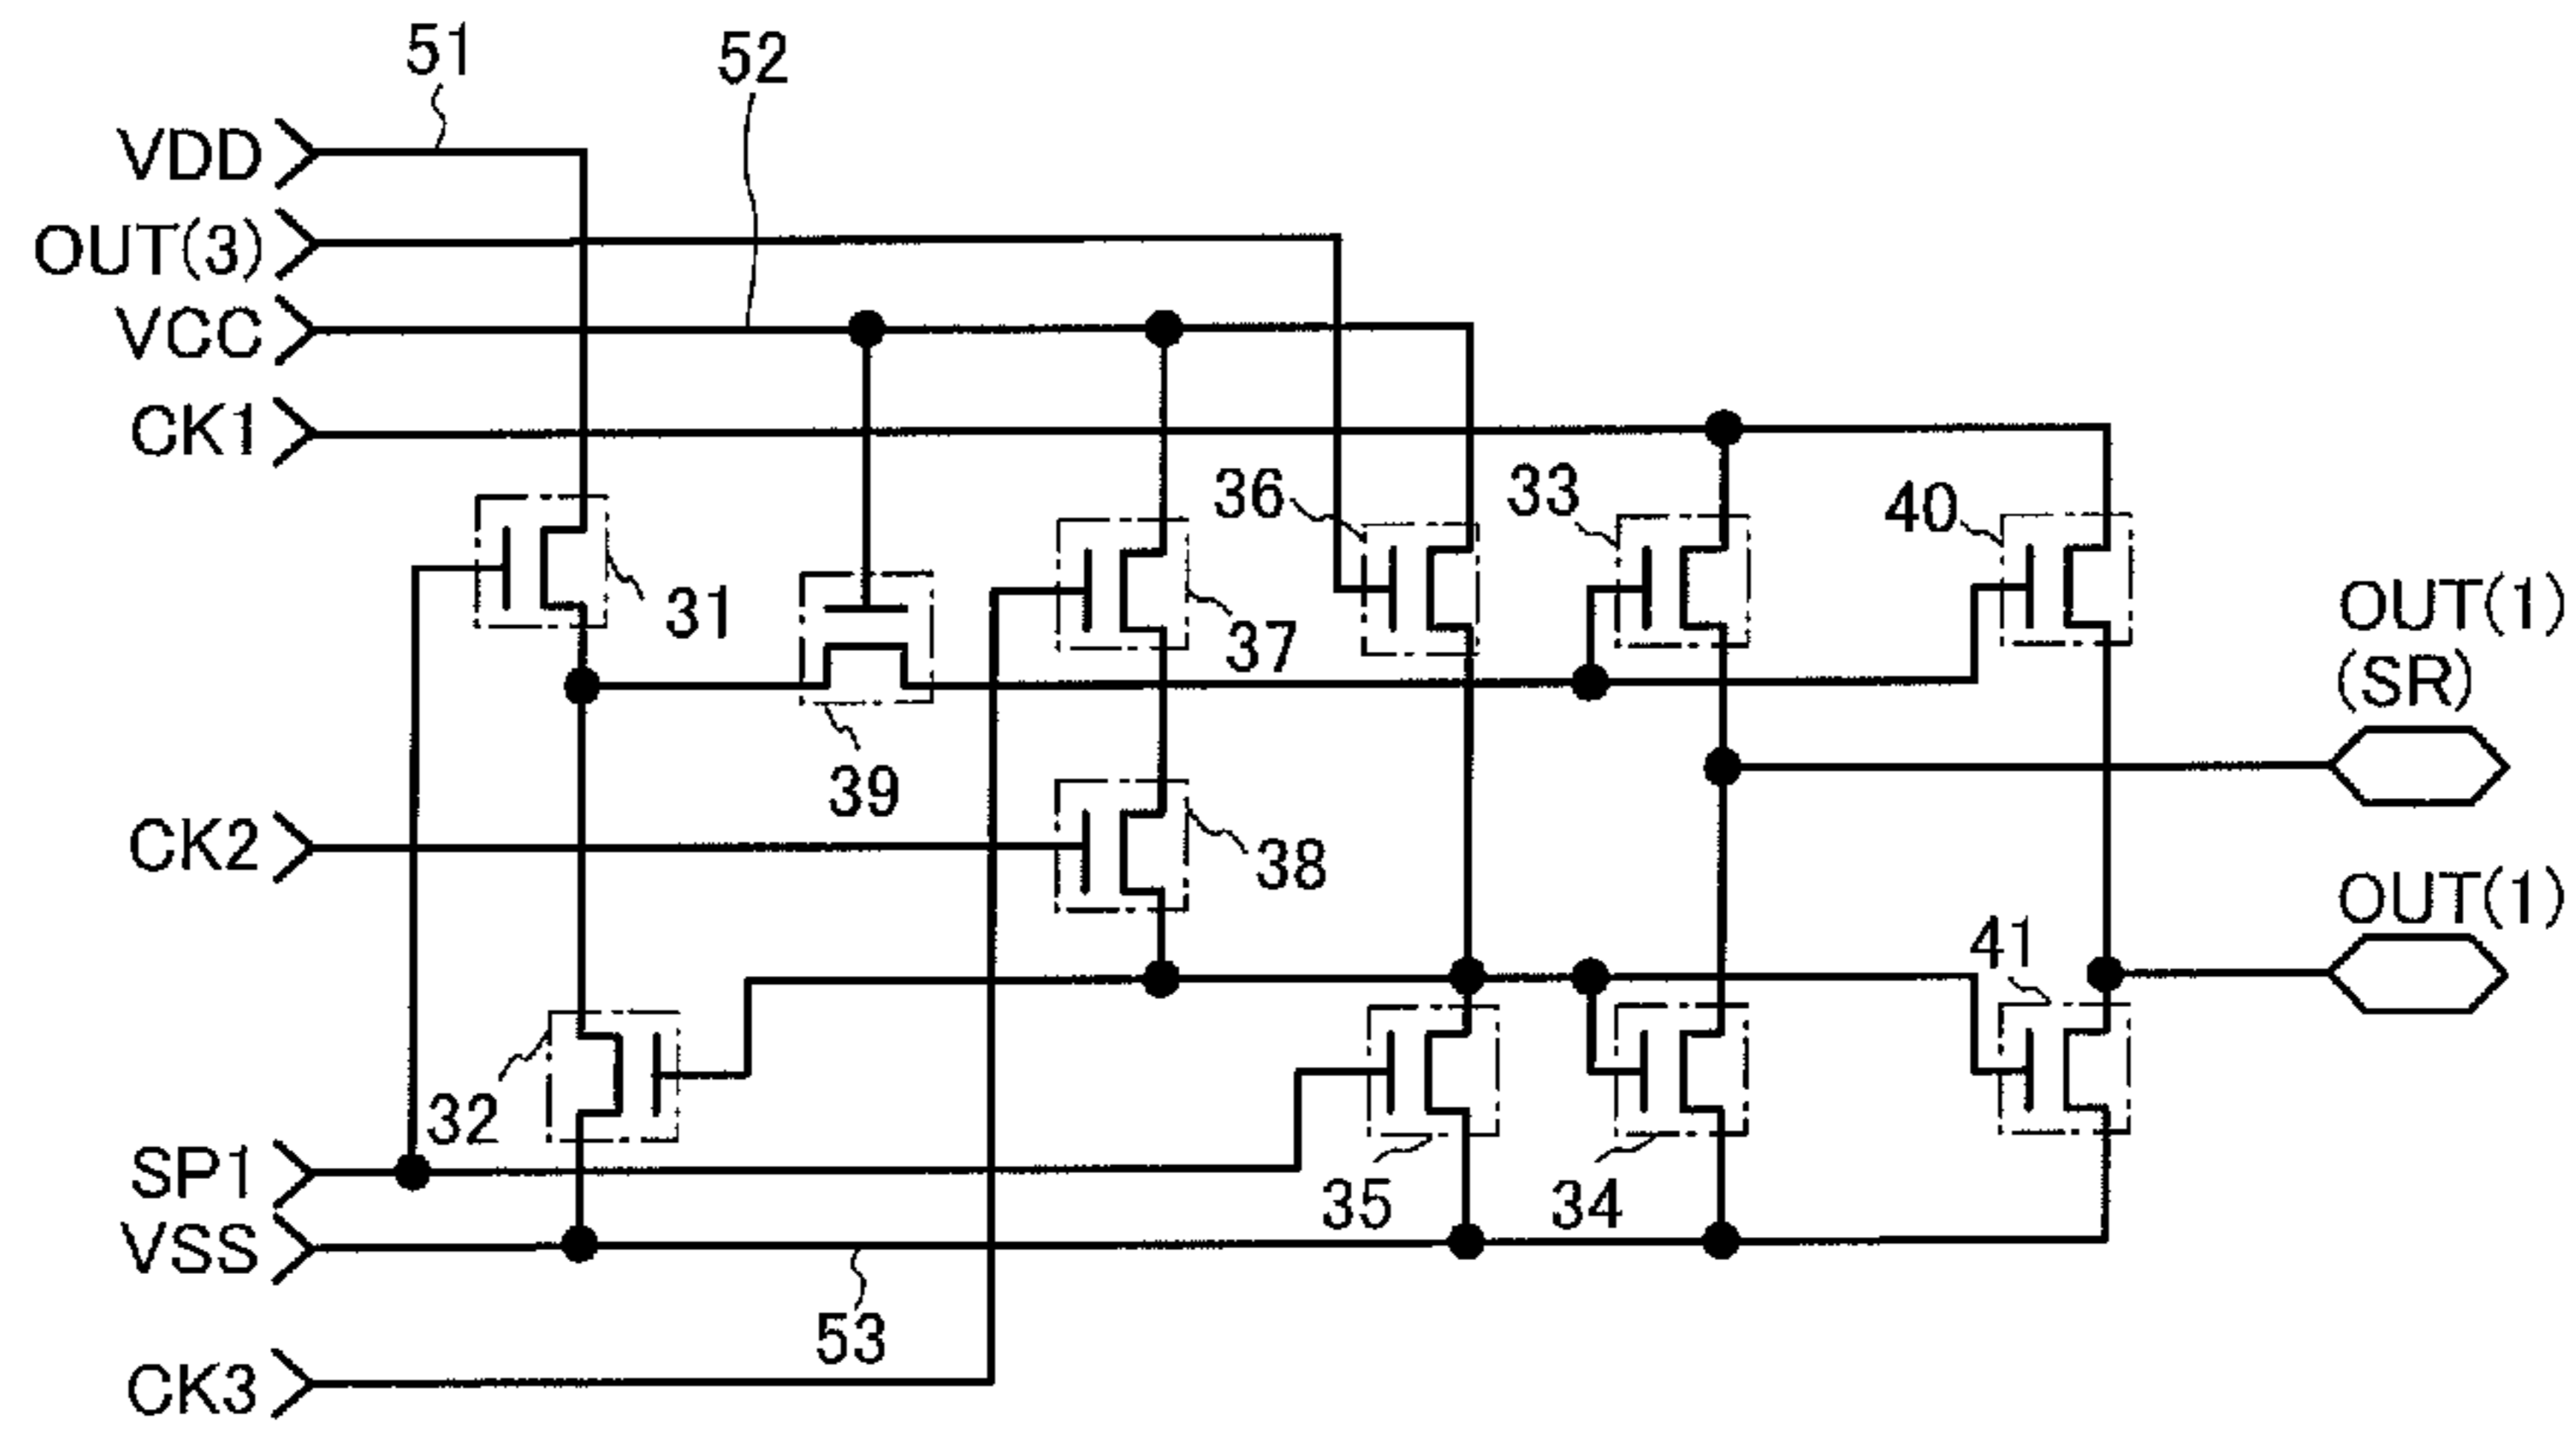 51
52
VDD
OUT(3)
VCC
CK1
36
33
40
31
37
OUT(1)
(SR)
39
CK2
38
OUT(1)
41
32
SP1
35
34
VSS
53
CK3